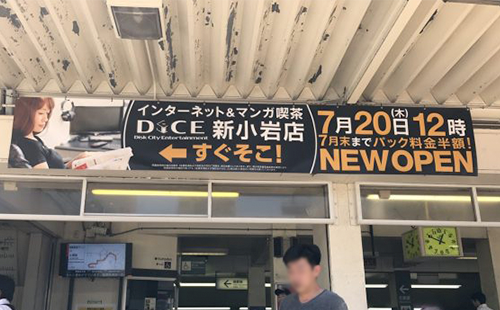 インターネット&マンガ喫茶
DiCE 新小岩店
Disk City Entertainment
←すぐそこ!
7月20日(木)12時
7月末までパック料金半額!
NEW OPEN